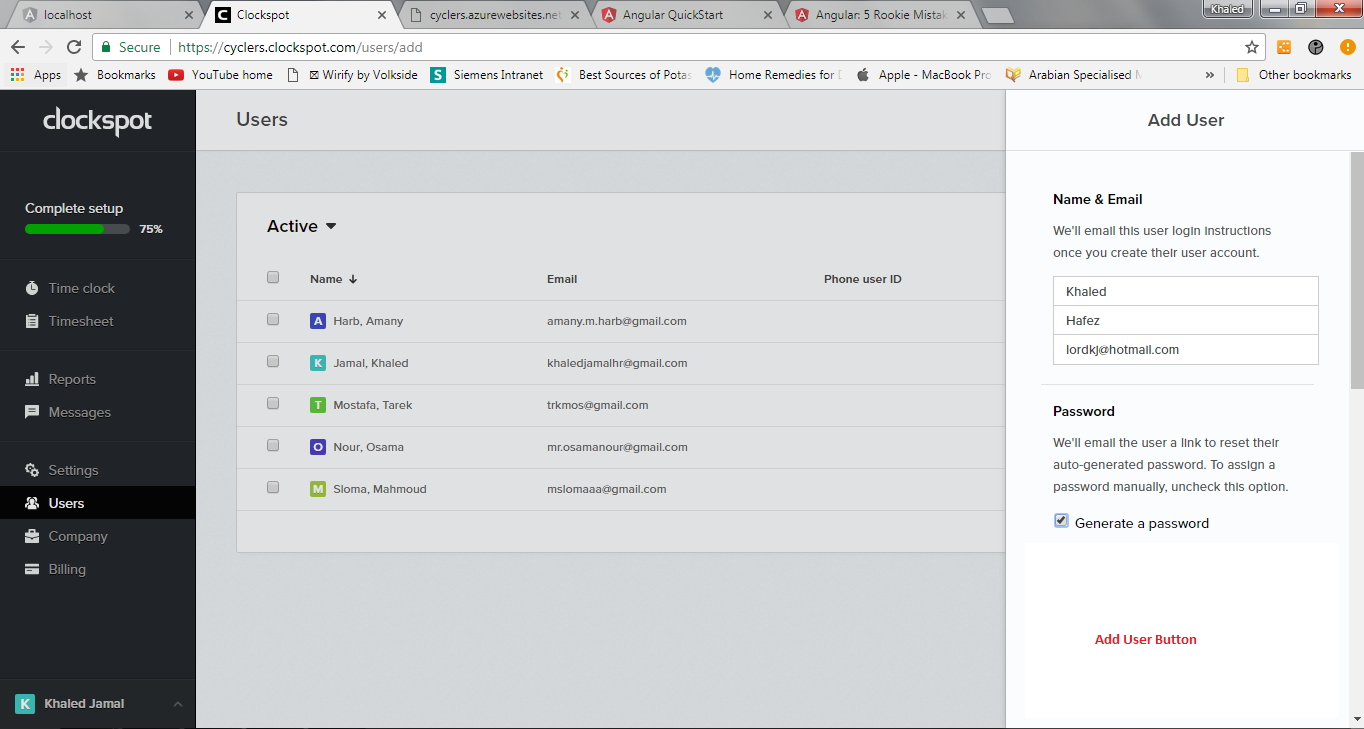 localhost
Clockspot
cyclers.azurewebsites.net
Angular QuickStart
Angular: 5 Rookie Mistak
Khaled
Secure
https://cyclers.clockspot.com/users/add
Apps
Bookmarks
YouTube home
Wirify by Volkside
S
Siemens Intranet
Best Sources of Potas
Home Remedies for D
Apple - MacBook Pro
Arabian Specialised M
»
Other bookmarks
clockspot
Complete setup
75%
Time clock
Timesheet
Reports
Messages
Settings
Users
Company
Billing
K Khaled Jamal
Users
Active
Name Email Phone user ID
A Harb, Amany amany.m.harb@gmail.com
K Jamal, Khaled khaledjamalhr@gmail.com
T Mostafa, Tarek trkmos@gmail.com
O Nour, Osama mr.osamanour@gmail.com
M Sloma, Mahmoud mslomaaa@gmail.com
Add User
Name & Email
We'll email this user login instructions
once you create their user account.
Khaled
Hafez
lordkj@hotmail.com
Password
We'll email the user a link to reset their
auto-generated password. To assign a
password manually, uncheck this option.
Generate a password
Add User Button